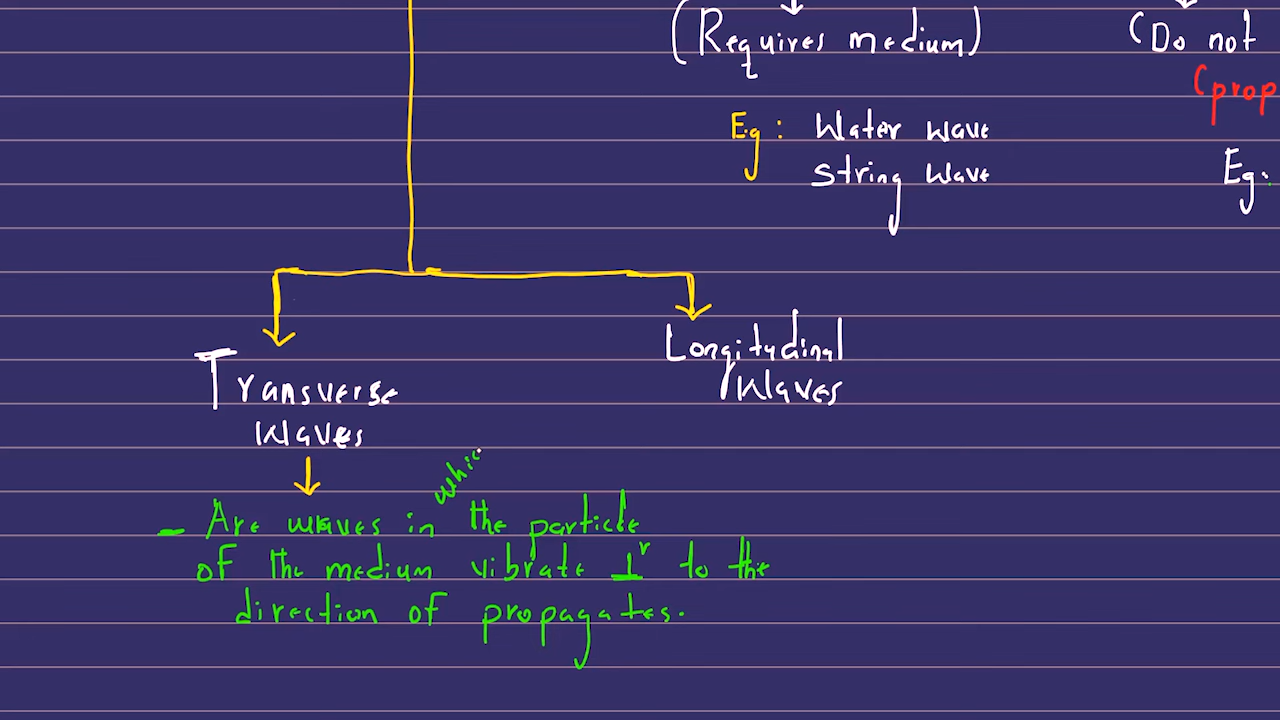 (Requires medium)
(Do not
(prop
Eg: Water wave
String wave
Eg:
Transverse
Waves
Longitudinal
Waves
whic
- Are waves in the particle
of the medium vibrate ⊥r to the
direction of propagates.